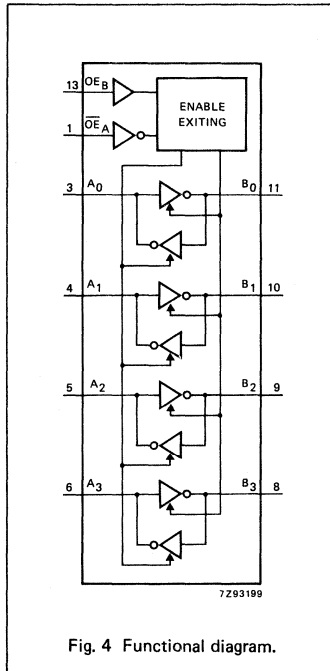 13 OE_B
ENABLE
EXITING
1 O̅E̅_A
3 A₀ B₀ 11
4 A₁ B₁ 10
5 A₂ B₂ 9
6 A₃ B₃ 8
7Z93199
Fig. 4 Functional diagram.